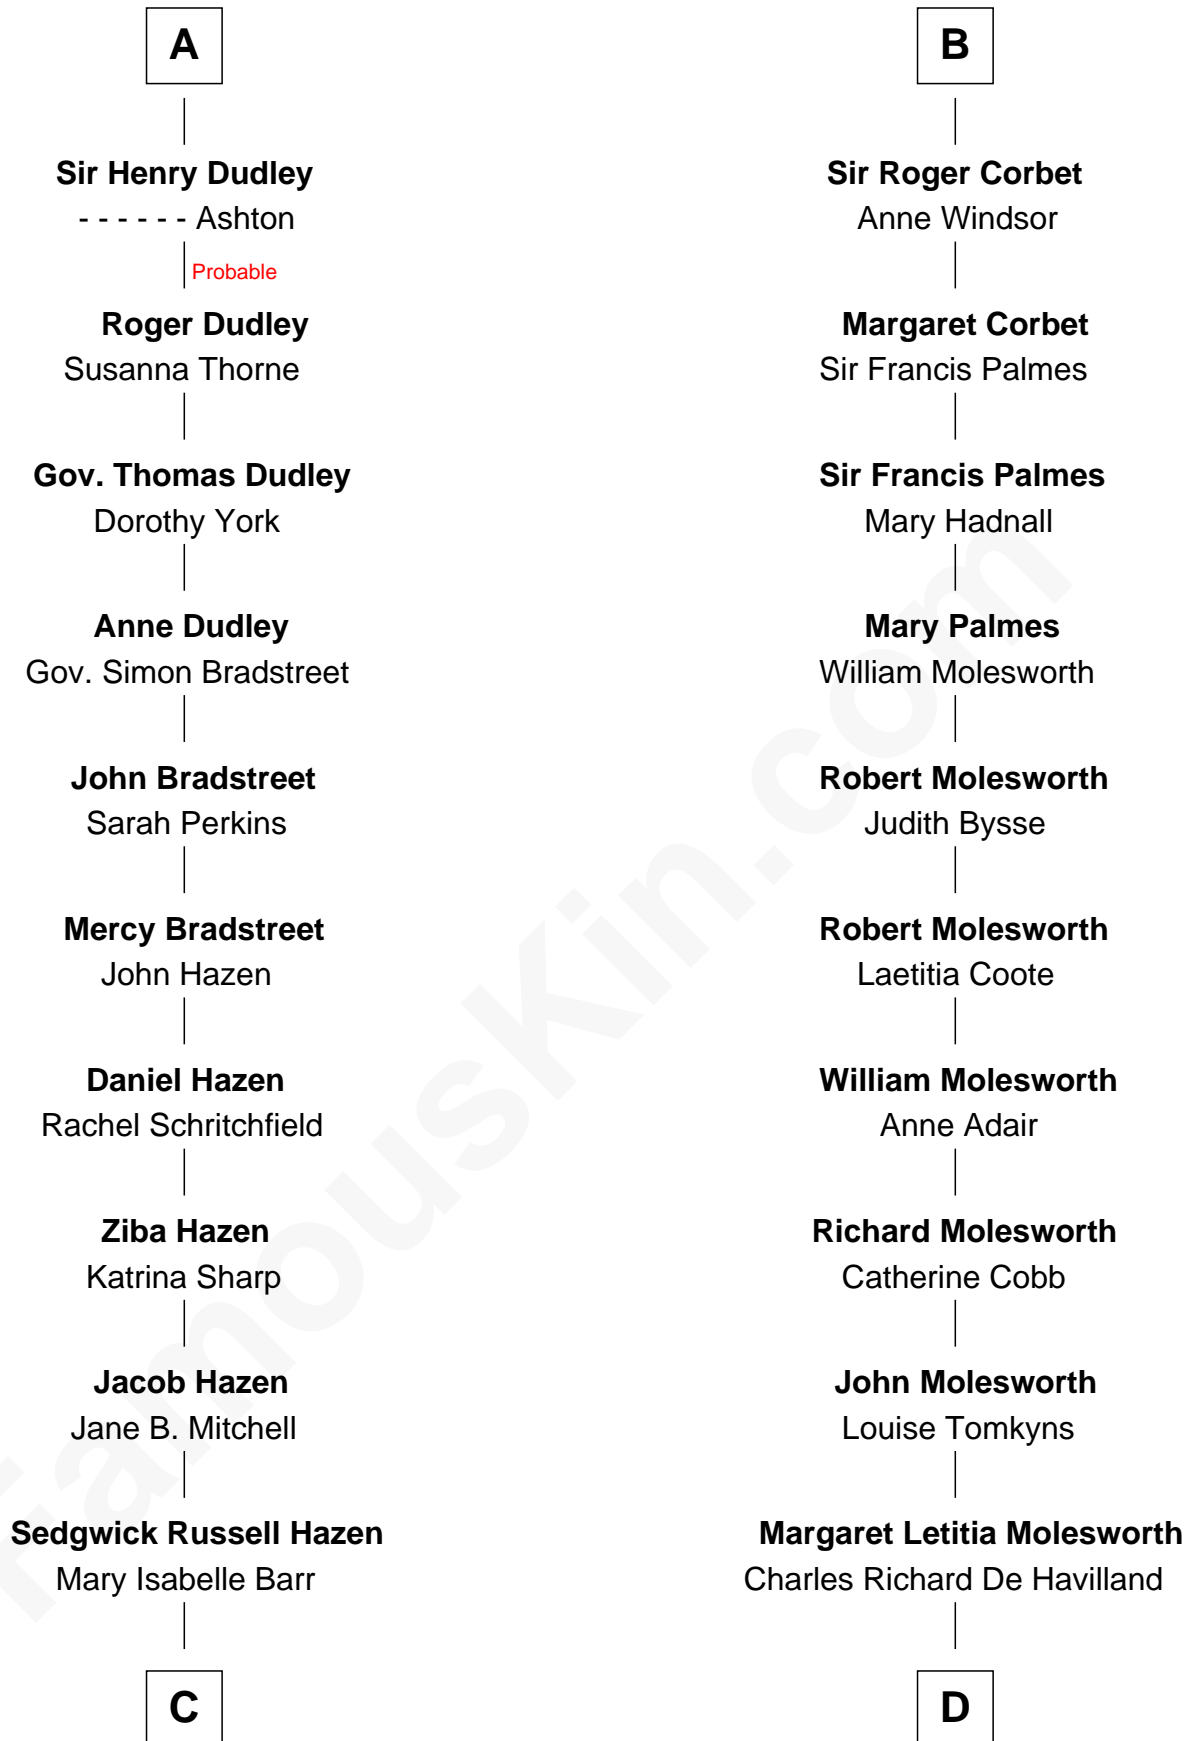 A
Sir Henry Dudley
- - - - - - Ashton
Probable
Roger Dudley
Susanna Thorne
Gov. Thomas Dudley
Dorothy York
Anne Dudley
Gov. Simon Bradstreet
John Bradstreet
Sarah Perkins
Mercy Bradstreet
John Hazen
Daniel Hazen
Rachel Schritchfield
Ziba Hazen
Katrina Sharp
Jacob Hazen
Jane B. Mitchell
Sedgwick Russell Hazen
Mary Isabelle Barr
C
B
Sir Roger Corbet
Anne Windsor
Margaret Corbet
Sir Francis Palmes
Sir Francis Palmes
Mary Hadnall
Mary Palmes
William Molesworth
Robert Molesworth
Judith Bysse
Robert Molesworth
Laetitia Coote
William Molesworth
Anne Adair
Richard Molesworth
Catherine Cobb
John Molesworth
Louise Tomkyns
Margaret Letitia Molesworth
Charles Richard De Havilland
D
FamousKin.com